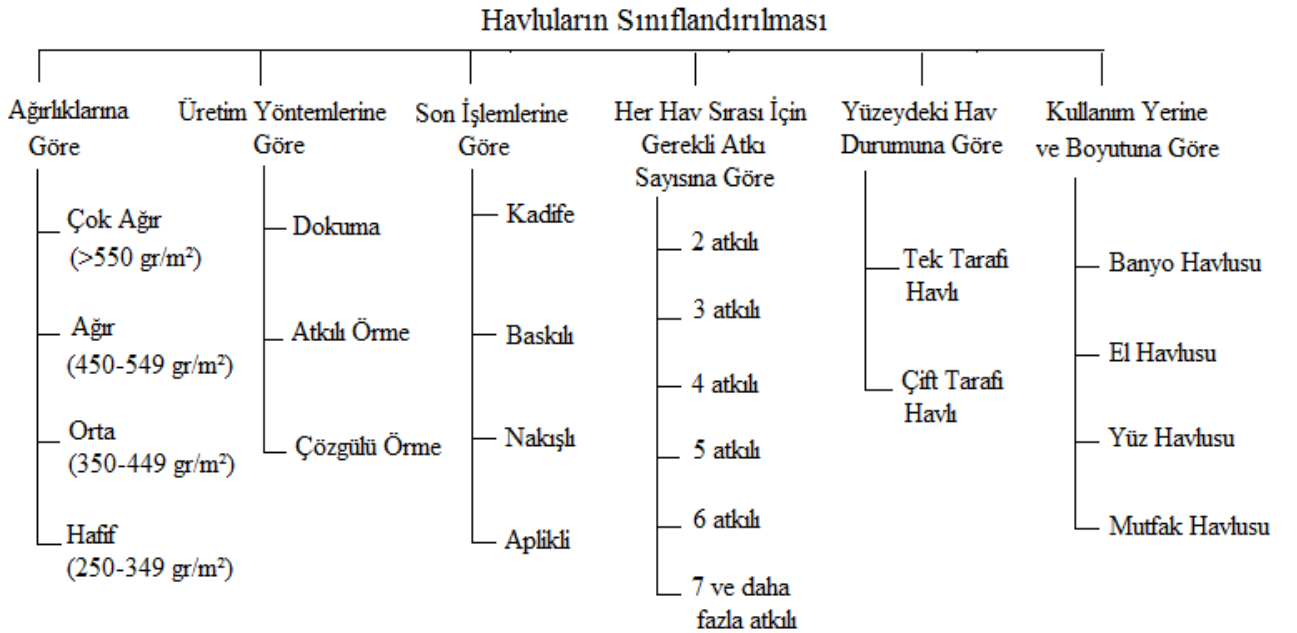 Havluların Sınıflandırılması
Ağırlıklarına
Göre
Çok Ağır
(>550 gr/m²)
Ağır
(450-549 gr/m²)
Orta
(350-449 gr/m²)
Hafif
(250-349 gr/m²)
Üretim Yöntemlerine
Göre
Dokuma
Atkılı Örme
Çözgülü Örme
Son İşlemlerine
Göre
Kadife
Baskılı
Nakışlı
Aplikli
Her Hav Sırası İçin
Gerekli Atkı
Sayısına Göre
2 atkılı
3 atkılı
4 atkılı
5 atkılı
6 atkılı
7 ve daha
fazla atkılı
Yüzeydeki Hav
Durumuna Göre
Tek Tarafi
Havlı
Çift Tarafi
Havlı
Kullanım Yerine
ve Boyutuna Göre
Banyo Havlusu
El Havlusu
Yüz Havlusu
Mutfak Havlusu